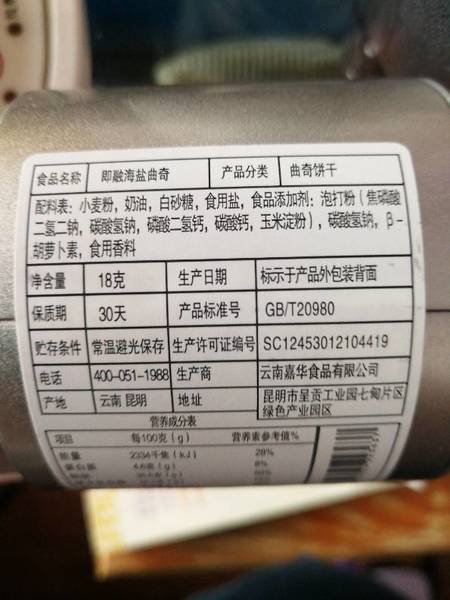 食品名称 即融海盐曲奇 产品分类 曲奇饼干
配料表：小麦粉，奶油，白砂糖，食用盐，食品添加剂：泡打粉（焦磷酸
二氢二钠，碳酸氢钠，磷酸二氢钙，碳酸钙，玉米淀粉），碳酸氢钠，β-
胡萝卜素，食用香料
净含量 18克 生产日期 标示于产品外包装背面
保质期 30天 产品标准号 GB/T20980
贮存条件 常温避光保存 生产许可证编号 SC12453012104419
电话 400-051-1988 生产商 云南嘉华食品有限公司
产地 云南 昆明 地址 昆明市呈贡工业园七甸片区
绿色产业园区
营养成分表
项目 每100克(g) 营养素参考值%
能量 2334千焦(kJ) 28%
蛋白质 4.6克(g) 8%